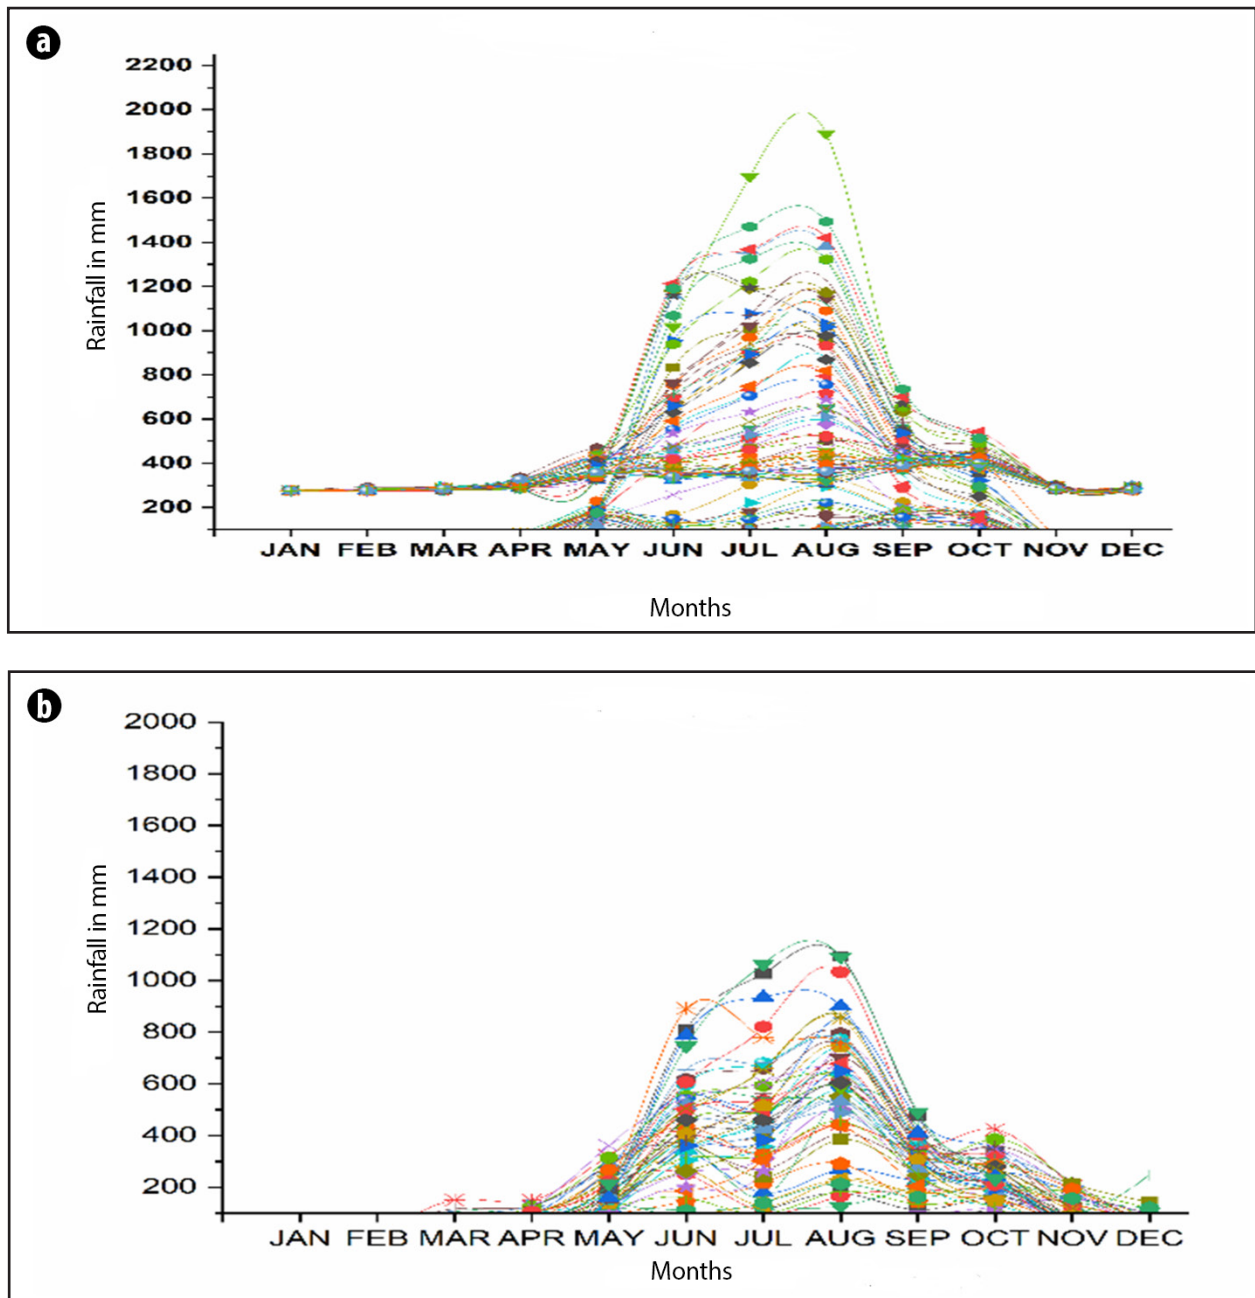 a
2200
2000
1800
1600
1400
1200
1000
800
600
400
200
Rainfall in mm
JAN FEB MAR APR MAY JUN JUL AUG SEP OCT NOV DEC
Months
b
2000
1800
1600
1400
1200
1000
800
600
400
200
Rainfall in mm
JAN FEB MAR APR MAY JUN JUL AUG SEP OCT NOV DEC
Months